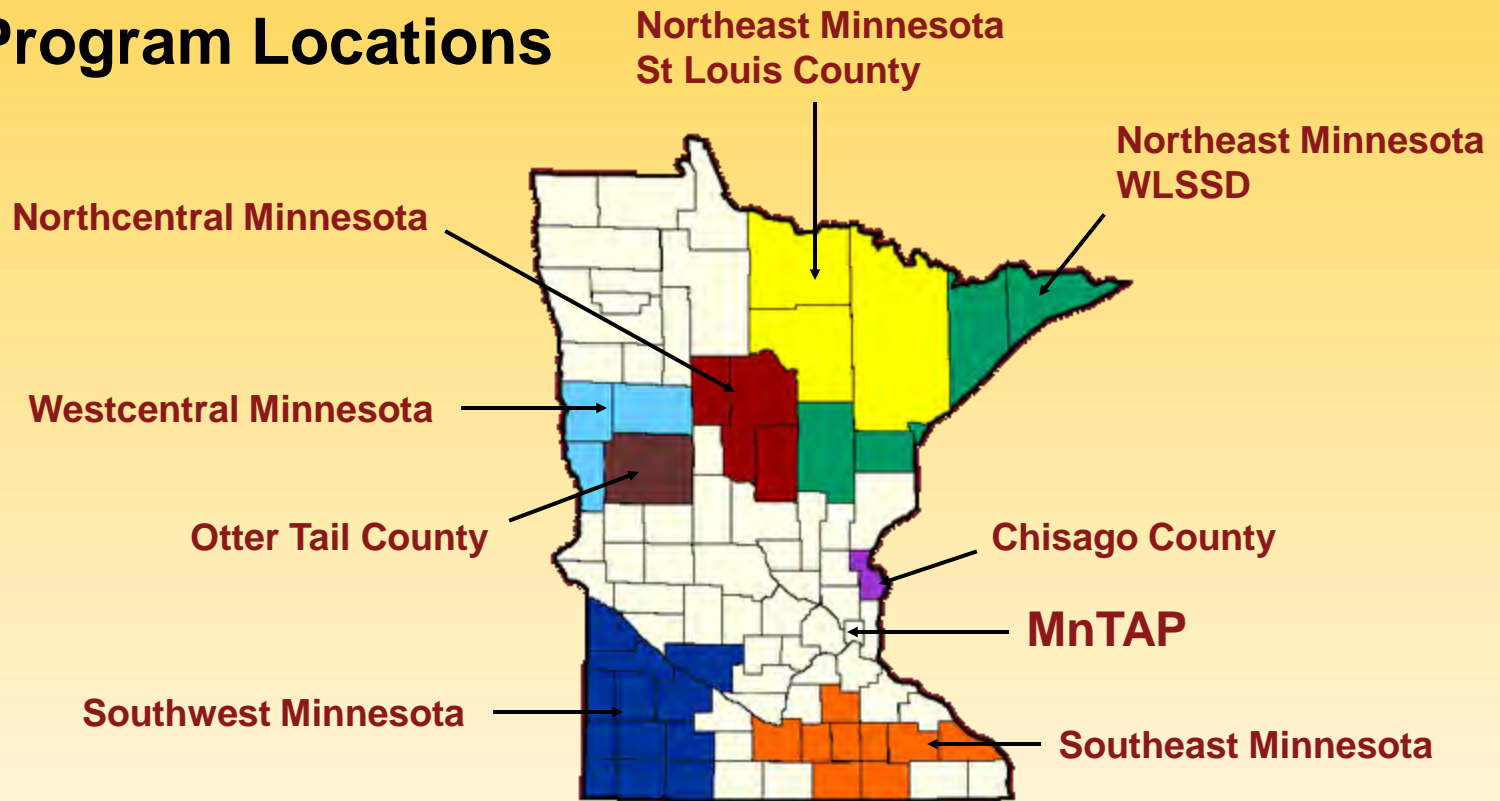 Program Locations
Northeast Minnesota
St Louis County
Northeast Minnesota
WLSSD
Northcentral Minnesota
Westcentral Minnesota
Otter Tail County
Chisago County
MnTAP
Southwest Minnesota
Southeast Minnesota